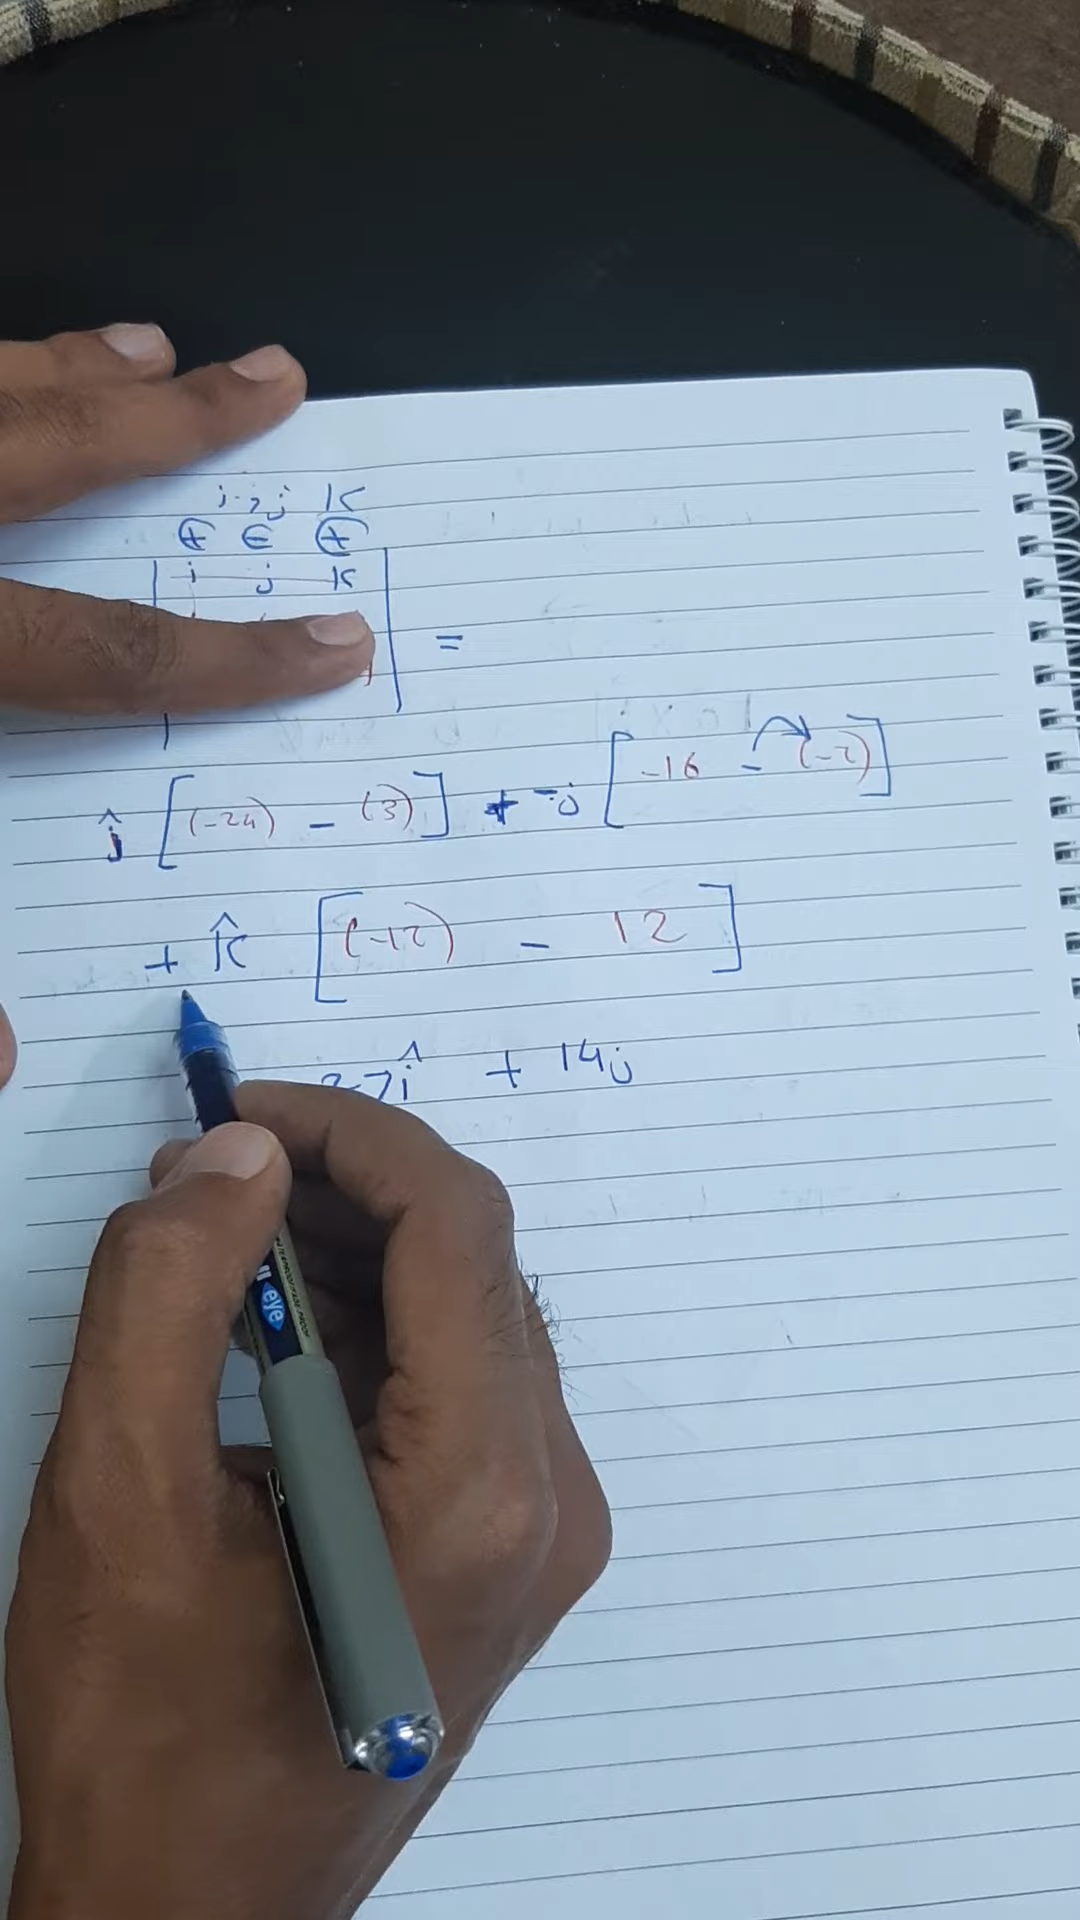 i j K
+ - +
i j K
=
î [(-24) - (3)] + -j [-16 - (-2)]
+ K̂ [(-12) - 12]
27î + 14j
eye